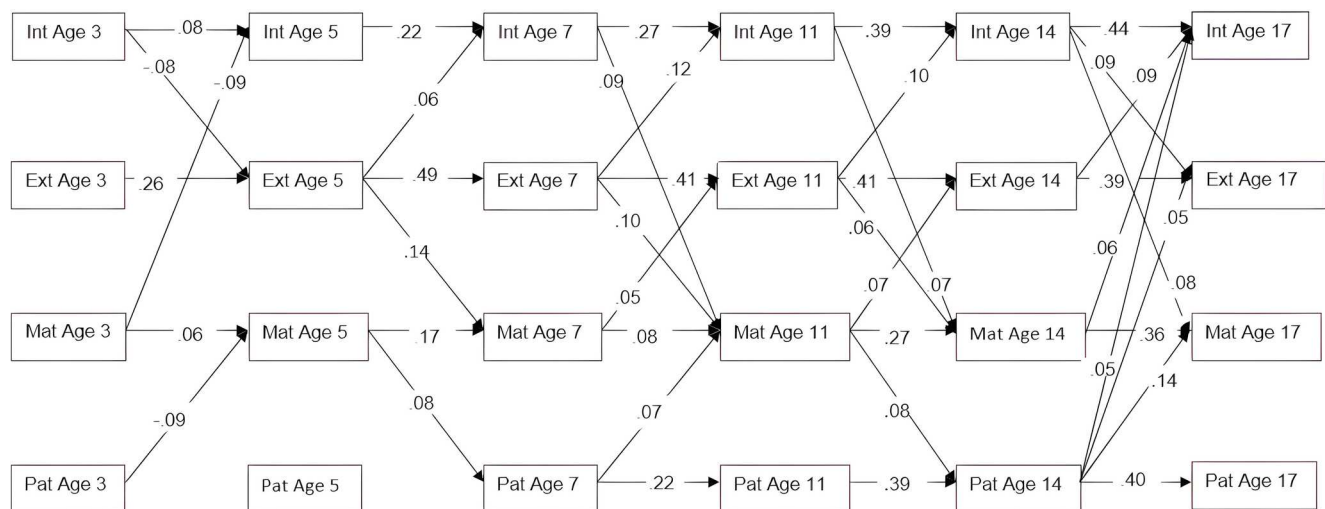 Int Age 3 .08 Int Age 5 .22 Int Age 7 .27 Int Age 11 .39 Int Age 14 .44 Int Age 17
-.08 -.09 .06 .09 .12 .10 .09 .09
Ext Age 3 .26 Ext Age 5 .49 Ext Age 7 .41 Ext Age 11 .41 Ext Age 14 .39 Ext Age 17
.14 .10 .05 .06 .07 .07 .06 .05 .08
Mat Age 3 .06 Mat Age 5 .17 Mat Age 7 .08 Mat Age 11 .27 Mat Age 14 .36 Mat Age 17
-.09 .08 .07 .08 .05 .14
Pat Age 3 Pat Age 5 Pat Age 7 .22 Pat Age 11 .39 Pat Age 14 .40 Pat Age 17